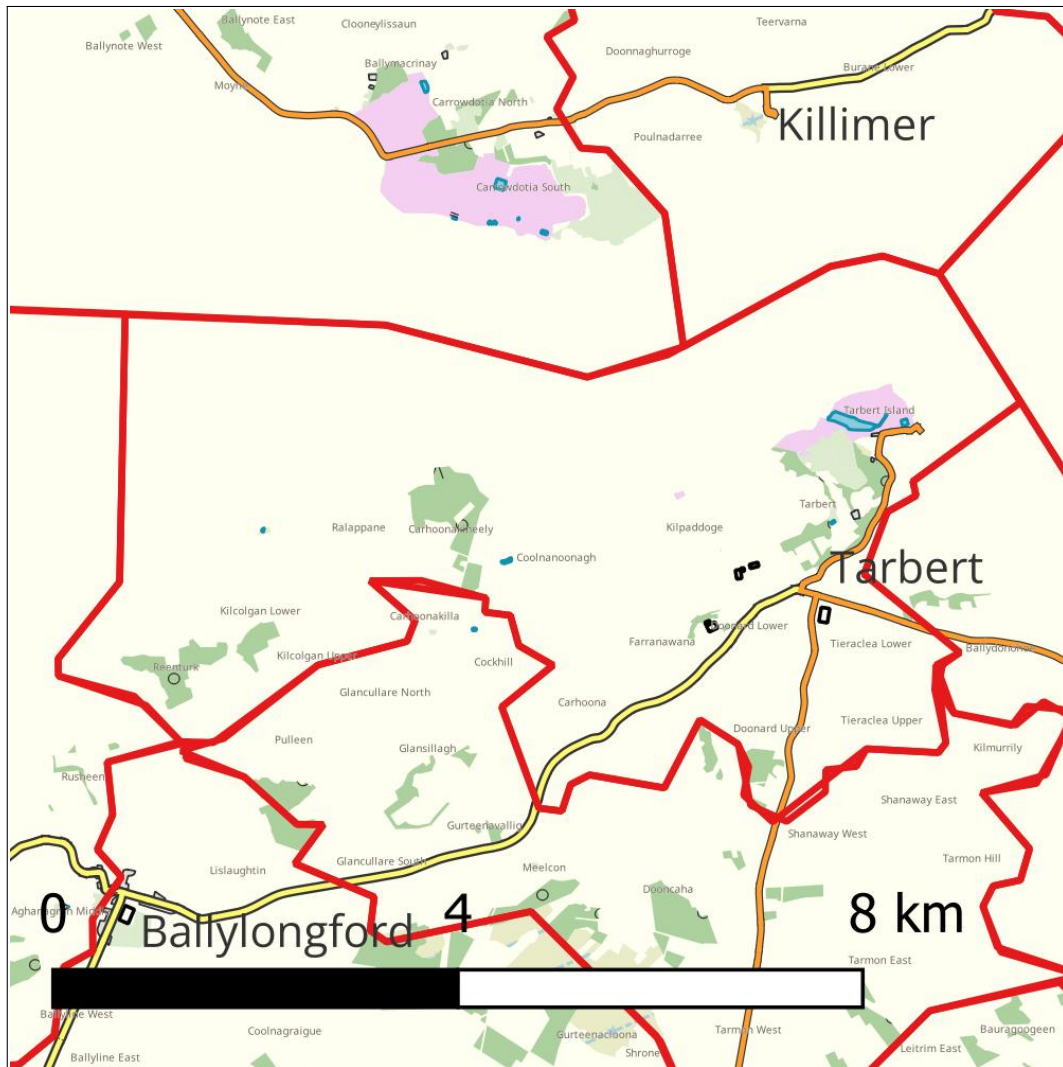 Ballynote East
Clooneylissaun
Teervarna
Ballynote West
Doonnaghurroge
Ballymacrinay
Burane Lower
Carrowdotia North
Killimer
Poulnadarree
Carrowdotia South
Tarbert Island
Tarbert
Ralappane
Carhoonakineely
Kilpaddoge
Coolnanoonagh
Tarbert
Kilcolgan Lower
Carhoonakilla
Doonard Lower
Farranawana
Tieraclea Lower
Kilcolgan Upper
Cockhill
Reenturk
Glancullare North
Carhoona
Tieraclea Upper
Doonard Upper
Pulleen
Glansillagh
Kilmurrily
Rusheen
Shanaway East
Gurteenavallig
Shanaway West
Glancullare South
Tarmon Hill
Meelcon
Lislaughtin
Dooncaha
0
4
8 km
Ballylongford
Tarmon East
Ballyline West
Coolnagraigue
Gurteenacloona
Tarmon West
Bauragoogeen
Ballyline East
Shrone
Leitrim East